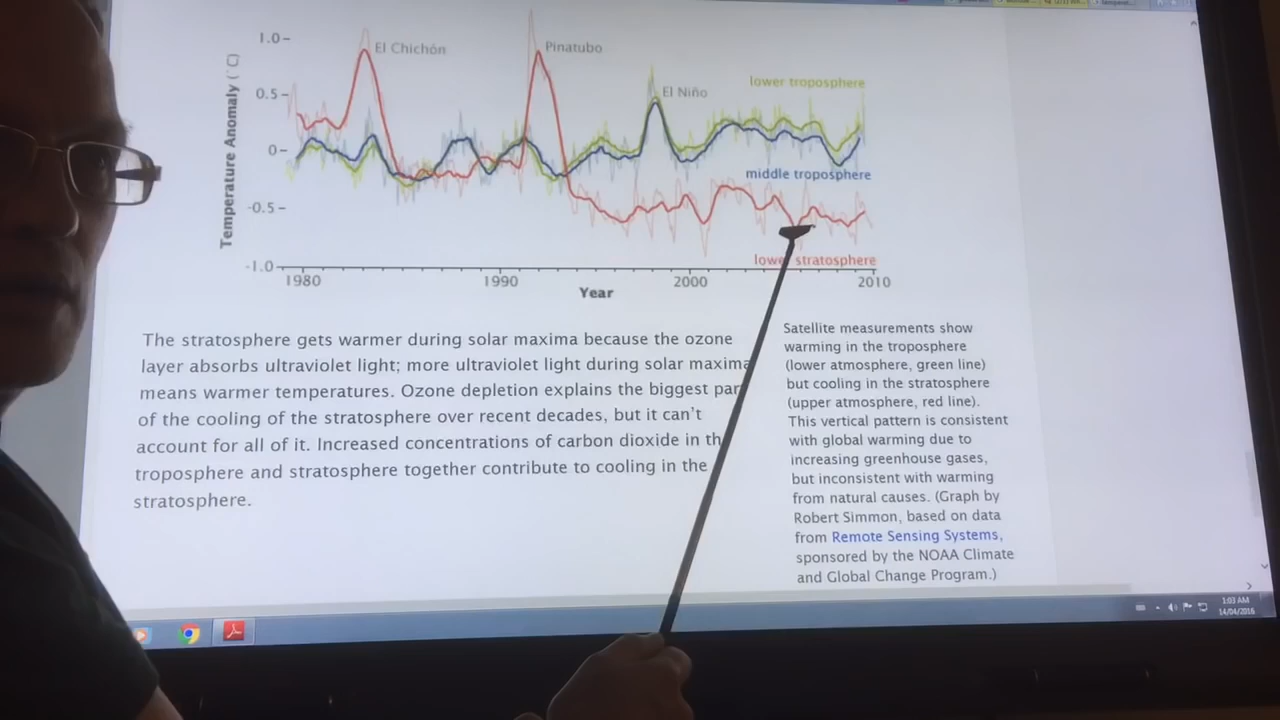 1.0
El Chichón
Pinatubo
El Niño
lower troposphere
0.5
Temperature Anomaly (°C)
0
middle troposphere
-0.5
lower stratosphere
-1.0
1980
1990
2000
2010
Year
The stratosphere gets warmer during solar maxima because the ozone
layer absorbs ultraviolet light; more ultraviolet light during solar maxima
means warmer temperatures. Ozone depletion explains the biggest par
of the cooling of the stratosphere over recent decades, but it can't
account for all of it. Increased concentrations of carbon dioxide in th
troposphere and stratosphere together contribute to cooling in the
stratosphere.
Satellite measurements show
warming in the troposphere
(lower atmosphere, green line)
but cooling in the stratosphere
(upper atmosphere, red line).
This vertical pattern is consistent
with global warming due to
increasing greenhouse gases,
but inconsistent with warming
from natural causes. (Graph by
Robert Simmon, based on data
from Remote Sensing Systems,
sponsored by the NOAA Climate
and Global Change Program.)
1:03 AM
14/04/2016